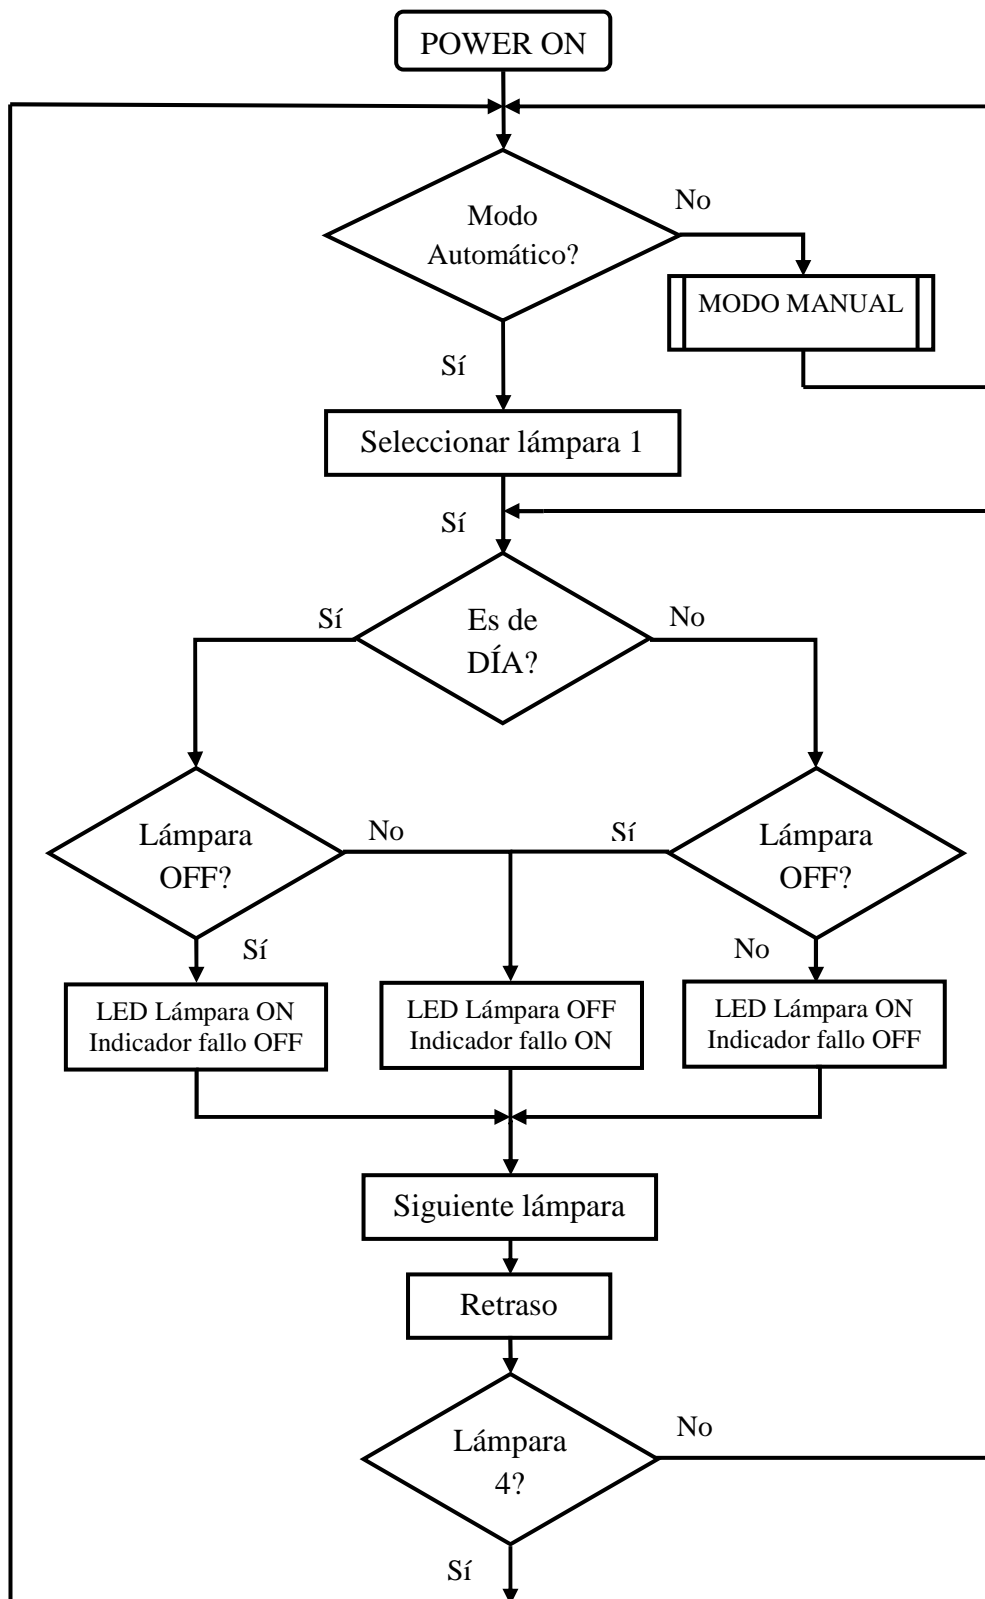 POWER ON
Modo
Automático?
No
MODO MANUAL
Sí
Seleccionar lámpara 1
Sí
Es de
DÍA?
Sí
No
Lámpara
OFF?
No
Sí
Lámpara
OFF?
Sí
No
LED Lámpara ON
Indicador fallo OFF
LED Lámpara OFF
Indicador fallo ON
LED Lámpara ON
Indicador fallo OFF
Siguiente lámpara
Retraso
Lámpara
4?
No
Sí